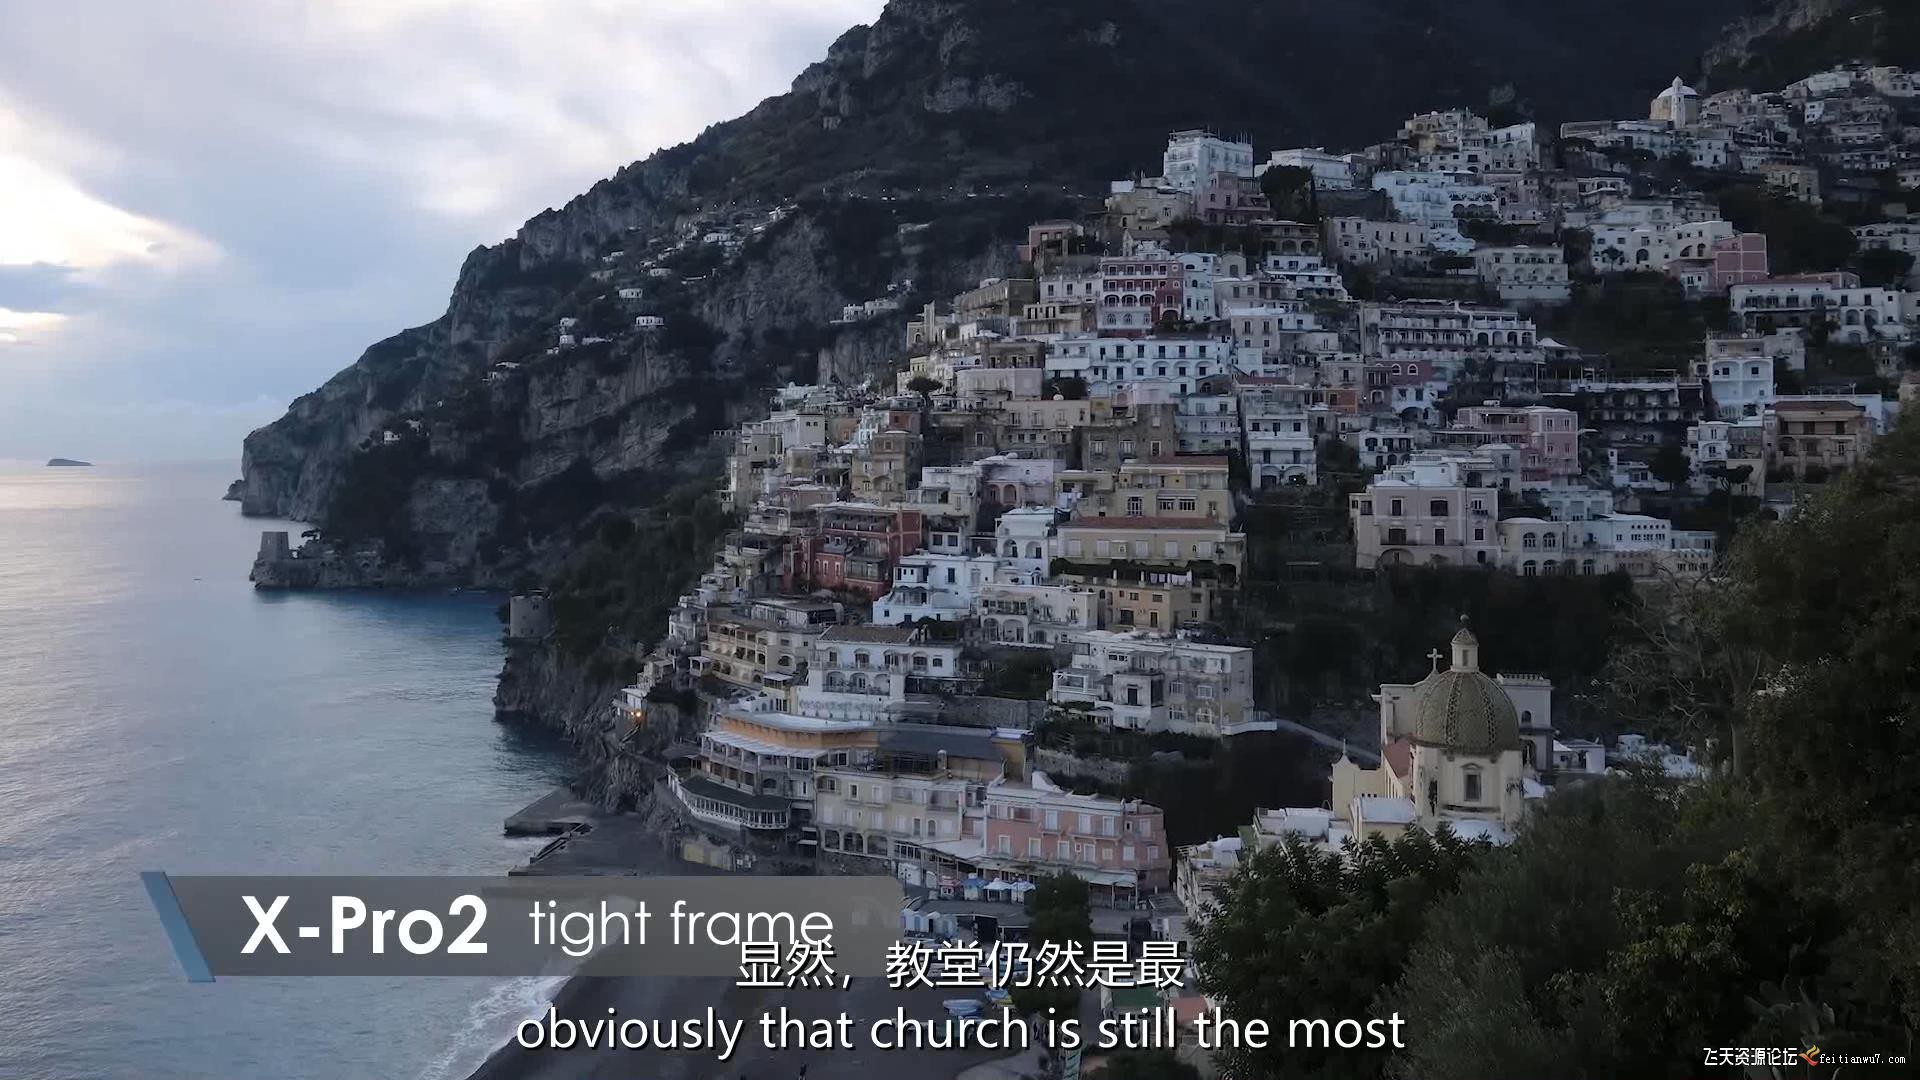 X-Pro2 tight frame
显然，教堂仍然是最
obviously that church is still the most
飞天资源论坛 feitianwu7.com